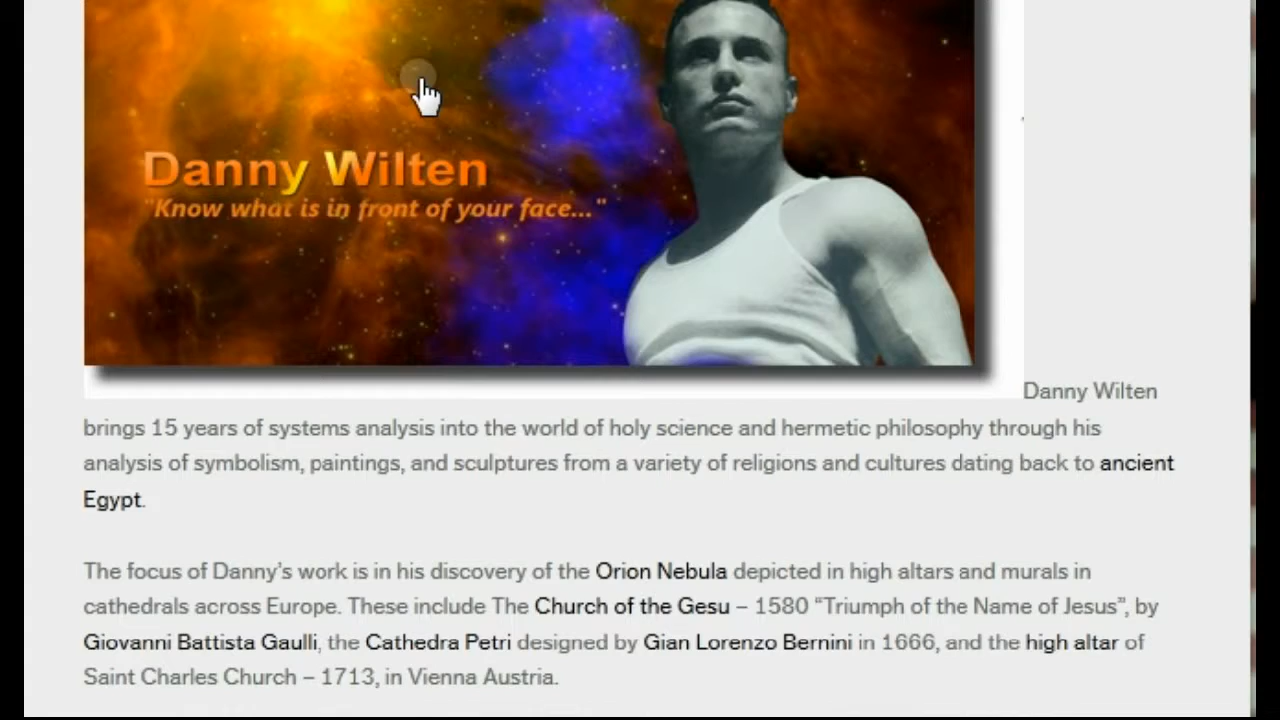 Danny Wilten
"Know what is in front of your face..."
Danny Wilten
brings 15 years of systems analysis into the world of holy science and hermetic philosophy through his
analysis of symbolism, paintings, and sculptures from a variety of religions and cultures dating back to ancient
Egypt.
The focus of Danny's work is in his discovery of the Orion Nebula depicted in high altars and murals in
cathedrals across Europe. These include The Church of the Gesu – 1580 “Triumph of the Name of Jesus”, by
Giovanni Battista Gaulli, the Cathedra Petri designed by Gian Lorenzo Bernini in 1666, and the high altar of
Saint Charles Church – 1713, in Vienna Austria.